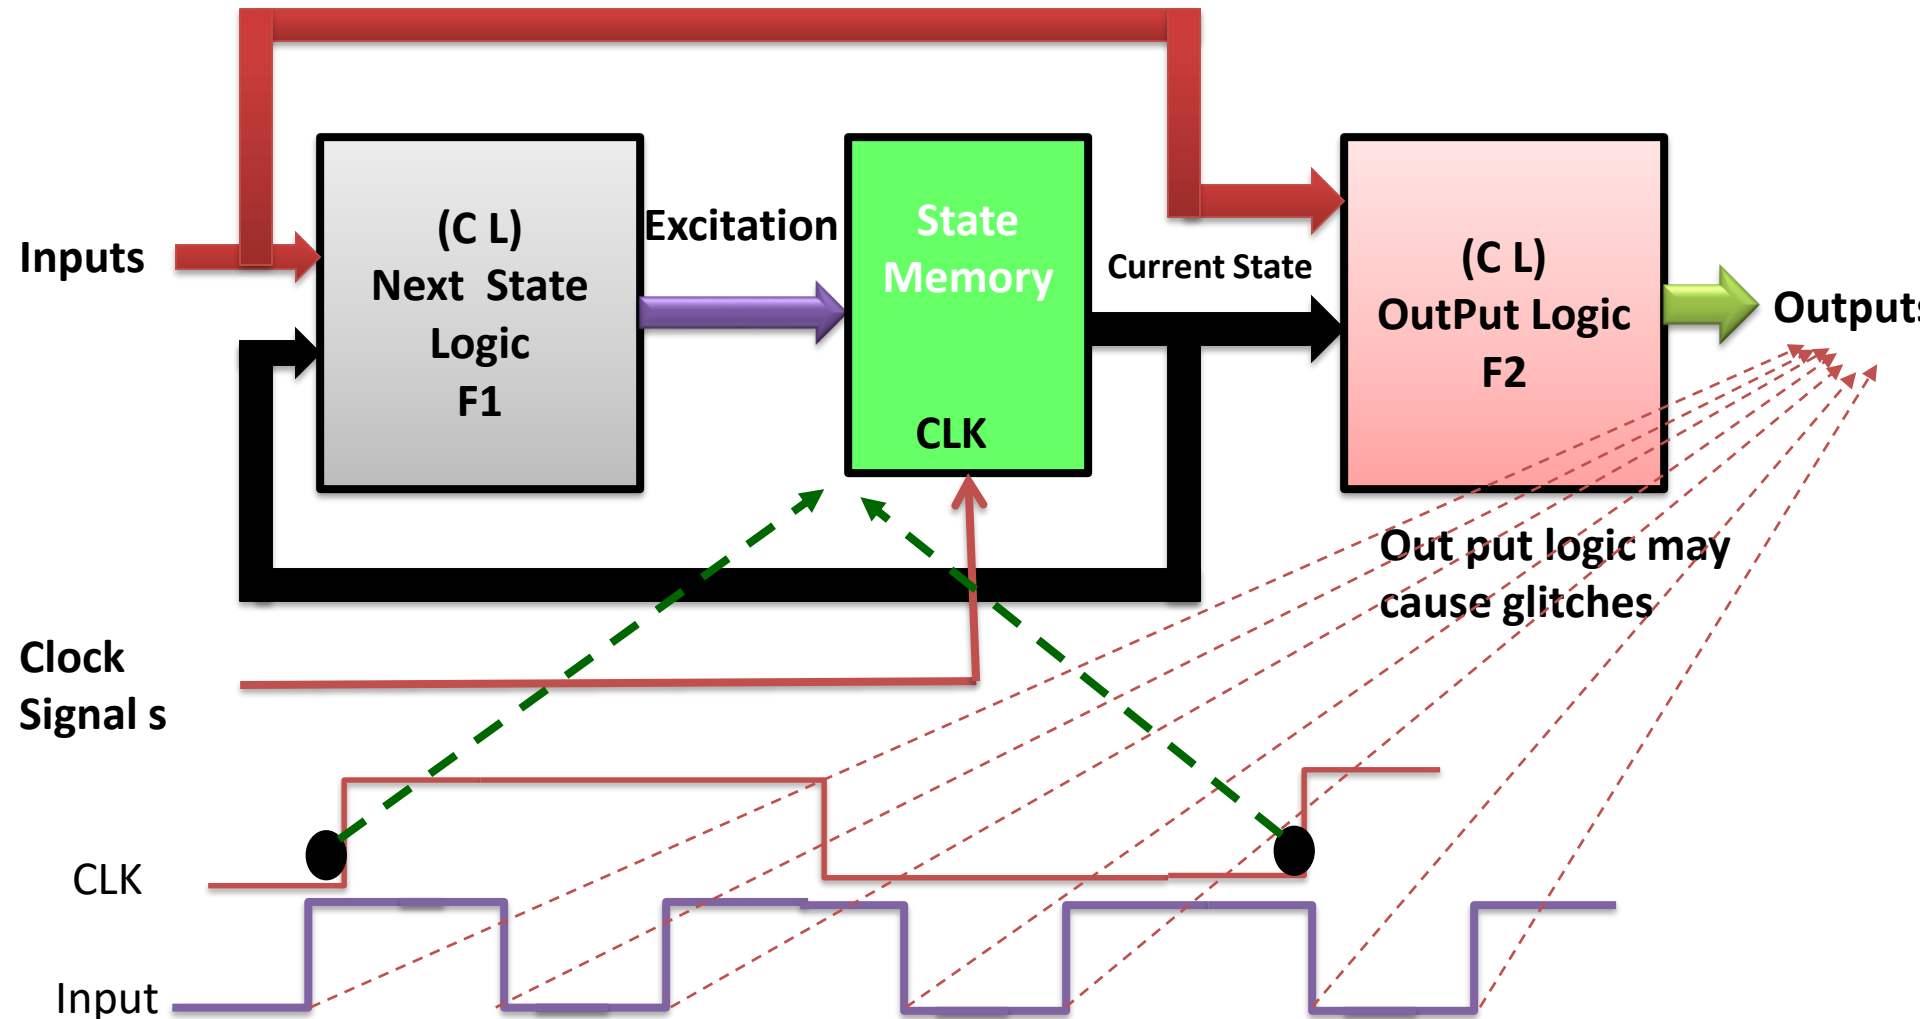 Inputs
(C L)
Next State
Logic
F1
Excitation
State
Memory
CLK
Current State
(C L)
OutPut Logic
F2
Outputs
Out put logic may
cause glitches
Clock
Signal s
CLK
Input